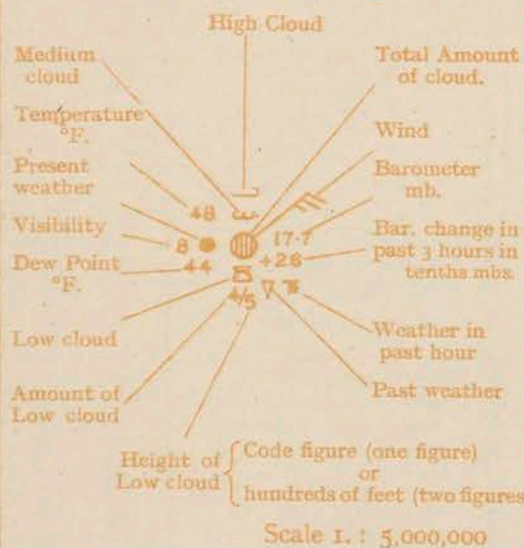 High Cloud
Medium
cloud
Total Amount
of cloud.
Temperature
°F.
Wind
Present
weather
Barometer
mb.
48
Visibility
8
17·7
Bar. change in
past 3 hours in
tenths mbs.
+26
Dew Point
°F.
44
4/5
Low cloud
Weather in
past hour
Amount of
Low cloud
Past weather
Height of
Low cloud
Code figure (one figure)
or
hundreds of feet (two figures
Scale 1. : 5,000,000